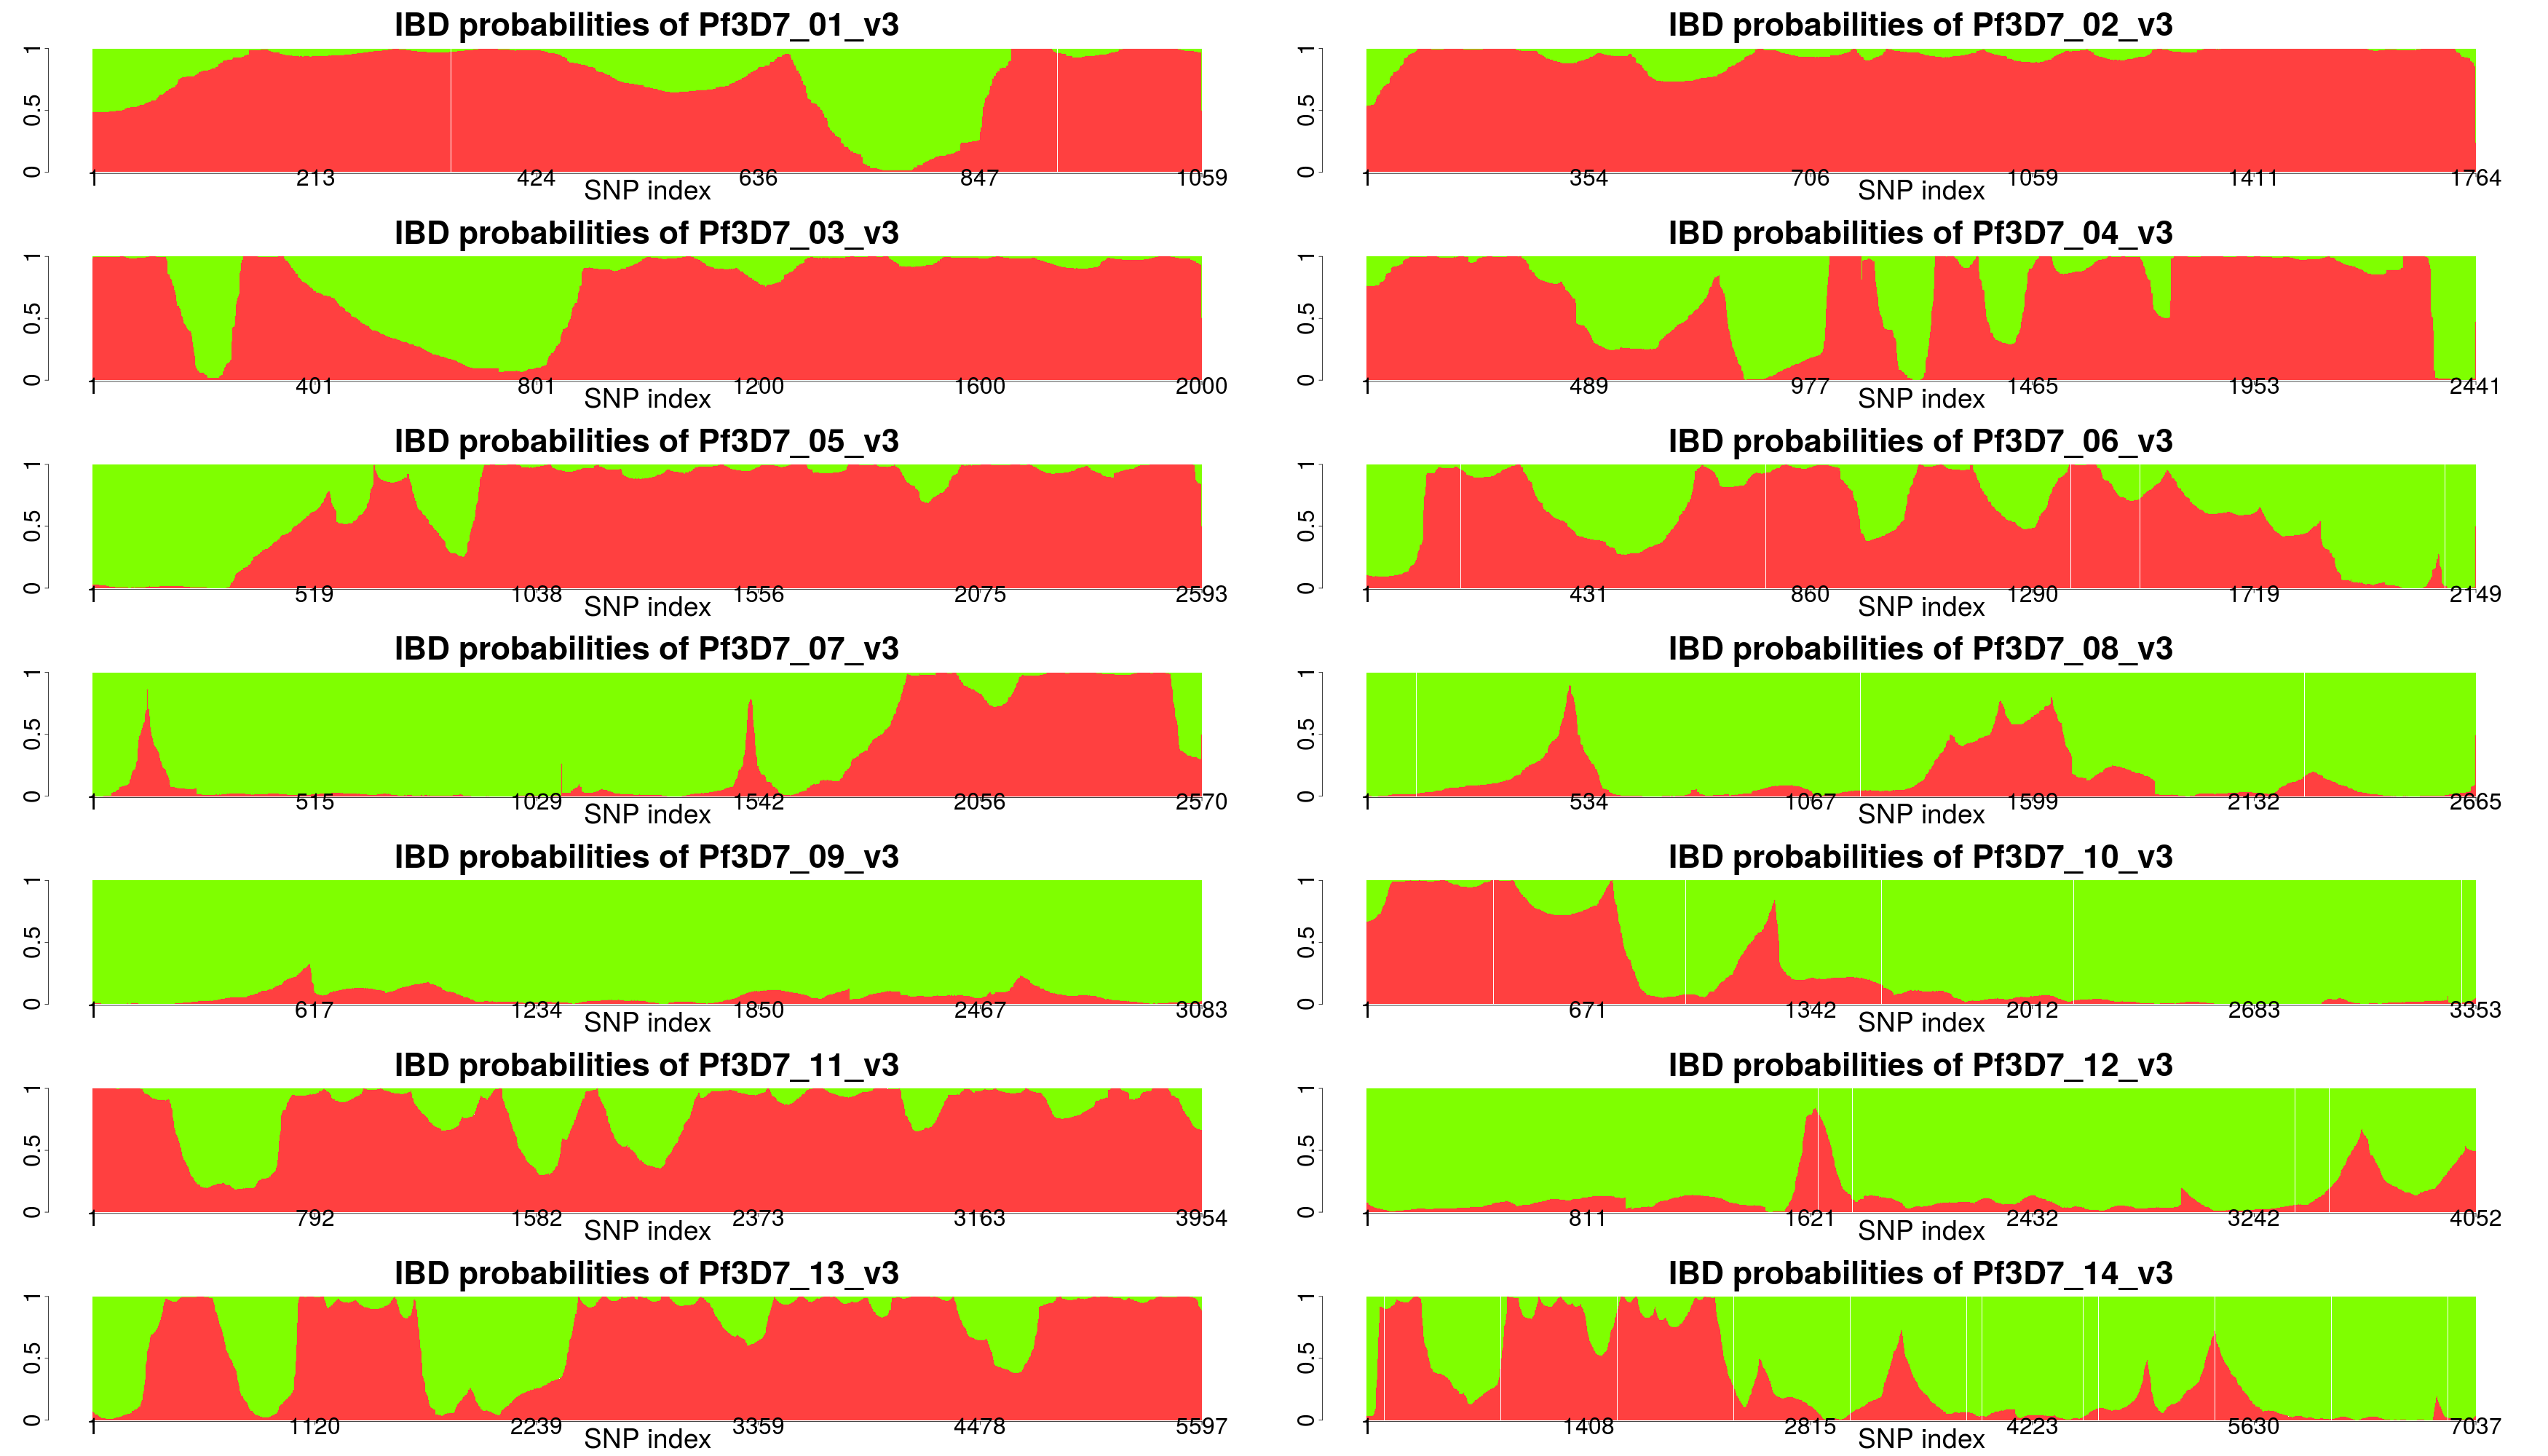 IBD probabilities of Pf3D7_01_v3
0 0.5 1
1 213 424 636 847 1059
SNP index
IBD probabilities of Pf3D7_02_v3
0 0.5 1
1 354 706 1059 1411 1764
SNP index
IBD probabilities of Pf3D7_03_v3
0 0.5 1
1 401 801 1200 1600 2000
SNP index
IBD probabilities of Pf3D7_04_v3
0 0.5 1
1 489 977 1465 1953 2441
SNP index
IBD probabilities of Pf3D7_05_v3
0 0.5 1
1 519 1038 1556 2075 2593
SNP index
IBD probabilities of Pf3D7_06_v3
0 0.5 1
1 431 860 1290 1719 2149
SNP index
IBD probabilities of Pf3D7_07_v3
0 0.5 1
1 515 1029 1542 2056 2570
SNP index
IBD probabilities of Pf3D7_08_v3
0 0.5 1
1 534 1067 1599 2132 2665
SNP index
IBD probabilities of Pf3D7_09_v3
0 0.5 1
1 617 1234 1850 2467 3083
SNP index
IBD probabilities of Pf3D7_10_v3
0 0.5 1
1 671 1342 2012 2683 3353
SNP index
IBD probabilities of Pf3D7_11_v3
0 0.5 1
1 792 1582 2373 3163 3954
SNP index
IBD probabilities of Pf3D7_12_v3
0 0.5 1
1 811 1621 2432 3242 4052
SNP index
IBD probabilities of Pf3D7_13_v3
0 0.5 1
1 1120 2239 3359 4478 5597
SNP index
IBD probabilities of Pf3D7_14_v3
0 0.5 1
1 1408 2815 4223 5630 7037
SNP index